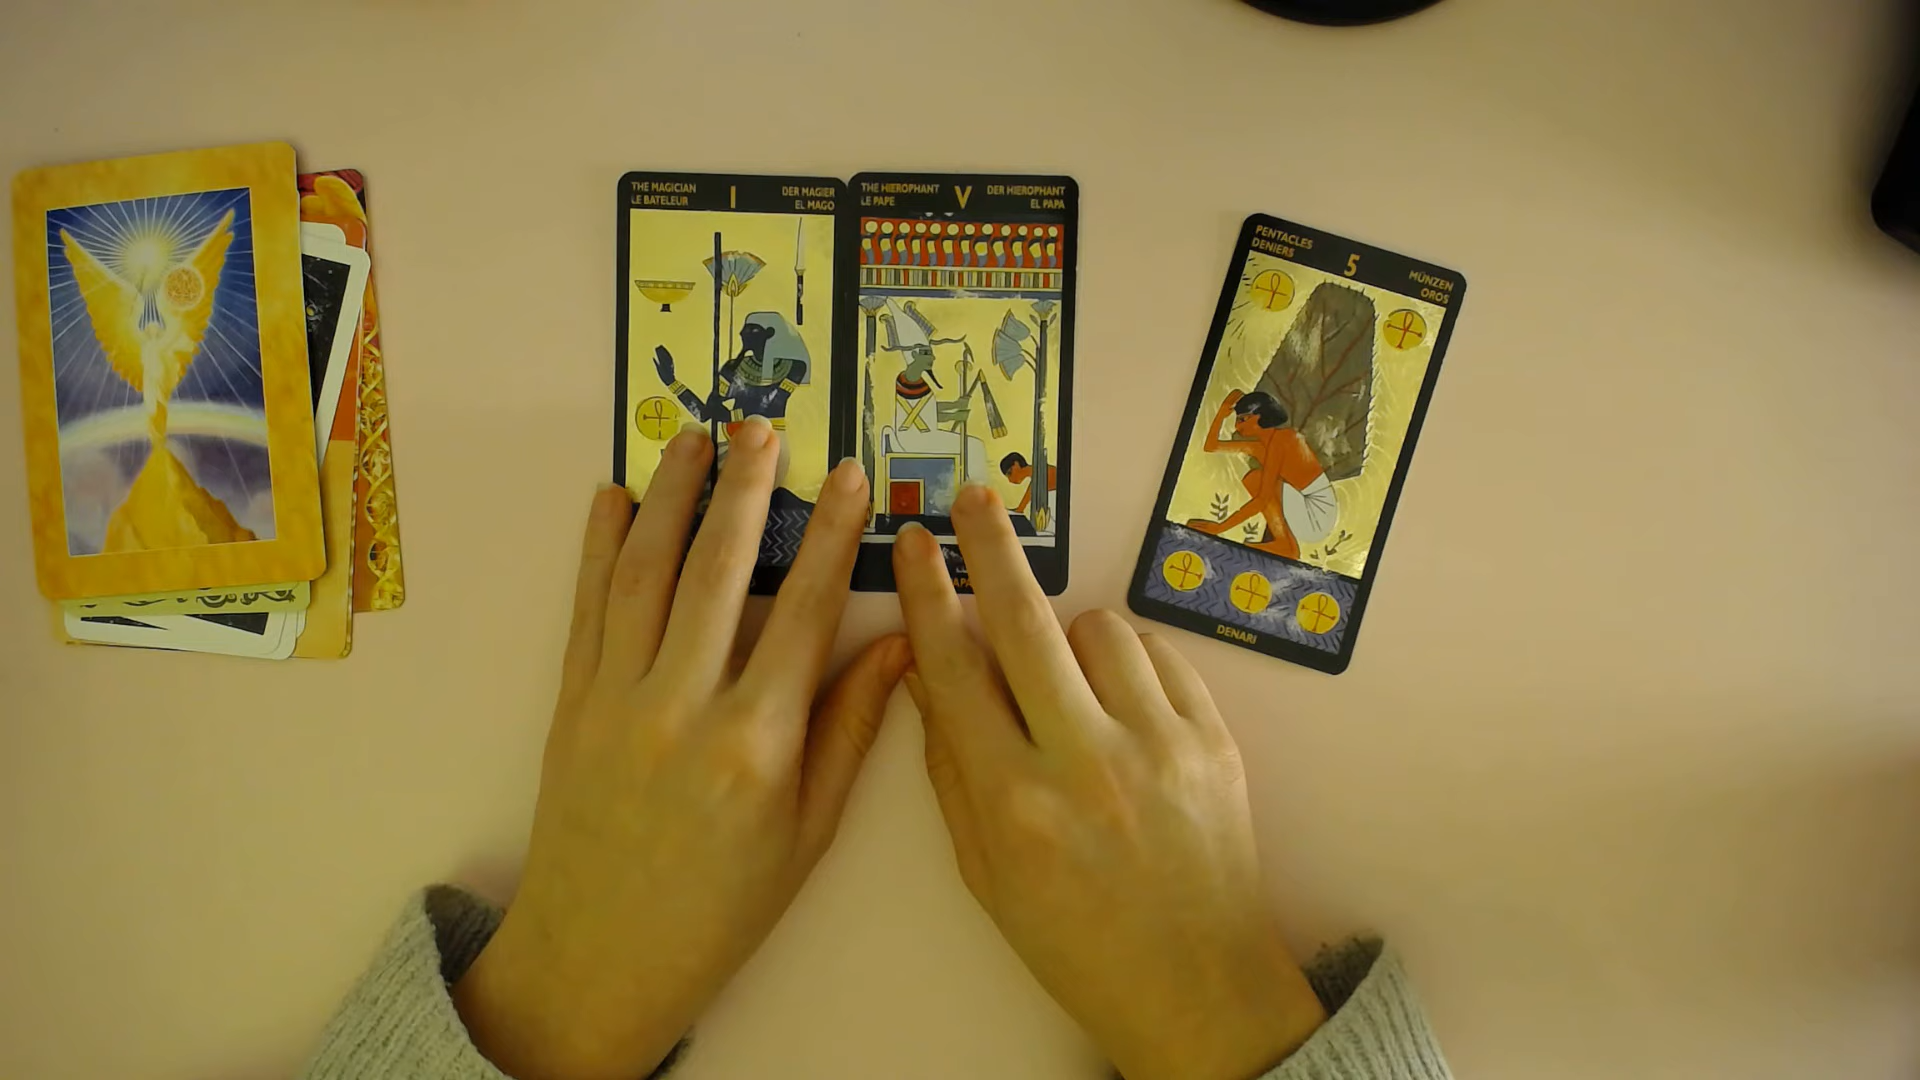 THE MAGICIAN
LE BATELEUR
I
DER MAGIER
EL MAGO
THE HIEROPHANT
LE PAPE
V
DER HIEROPHANT
EL PAPA
PENTACLES
DENIERS
5
MÜNZEN
OROS
DENARI